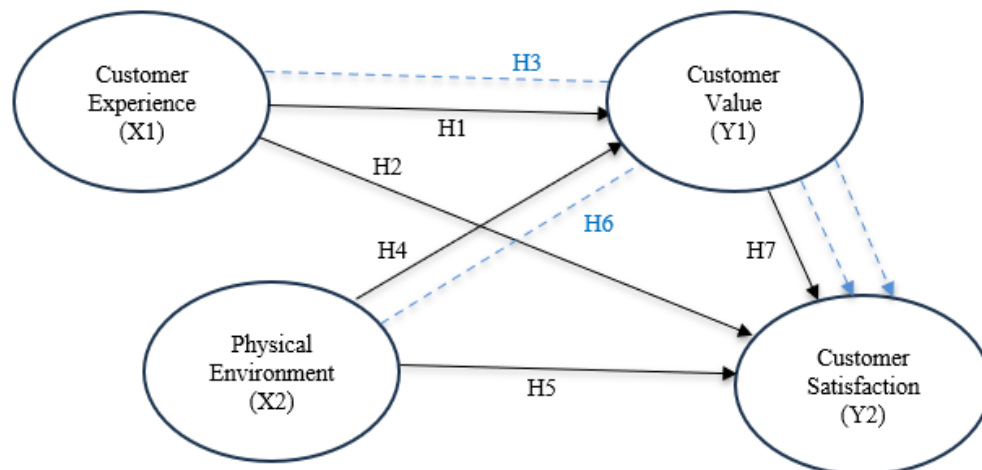 Customer
Experience
(X1)
H3
H1
Customer
Value
(Y1)
H2
H4
H6
H7
Physical
Environment
(X2)
H5
Customer
Satisfaction
(Y2)